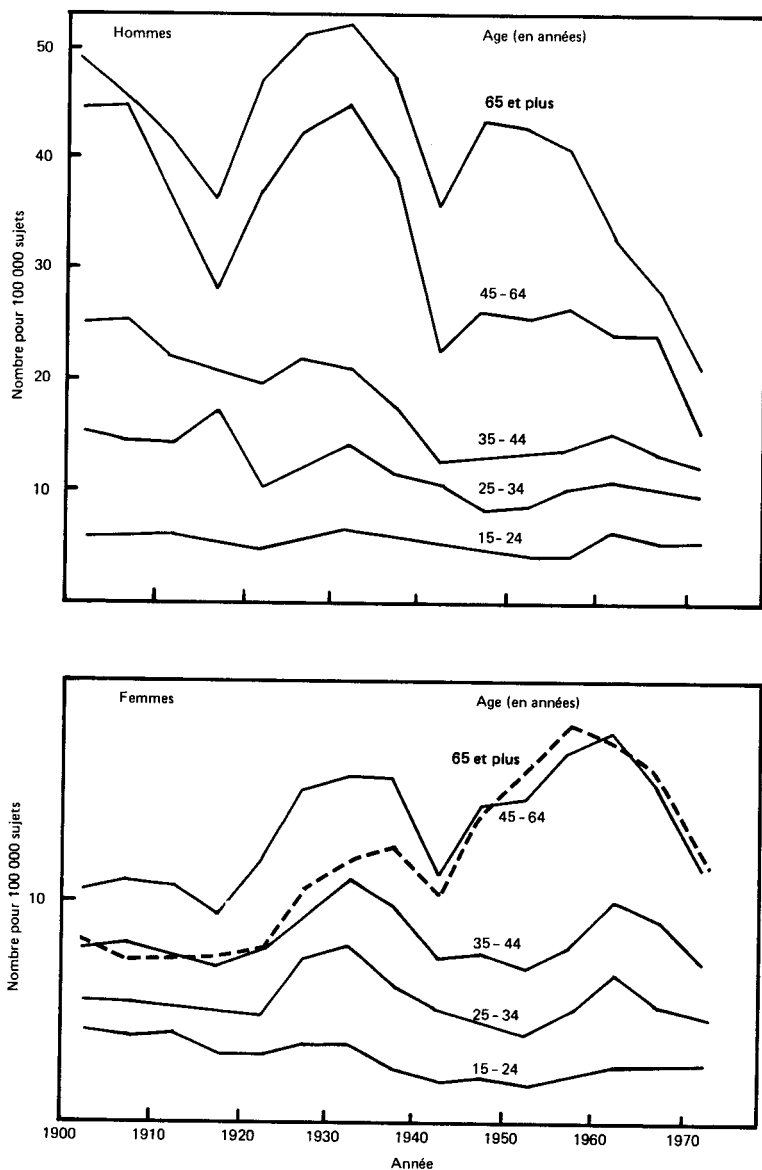 Hommes
Age (en années)
50
40
30
20
10
Nombre pour 100 000 sujets
65 et plus
45 - 64
35 - 44
25 - 34
15 - 24
Femmes
Age (en années)
10
Nombre pour 100 000 sujets
65 et plus
45 - 64
35 - 44
25 - 34
15 - 24
1900 1910 1920 1930 1940 1950 1960 1970
Année